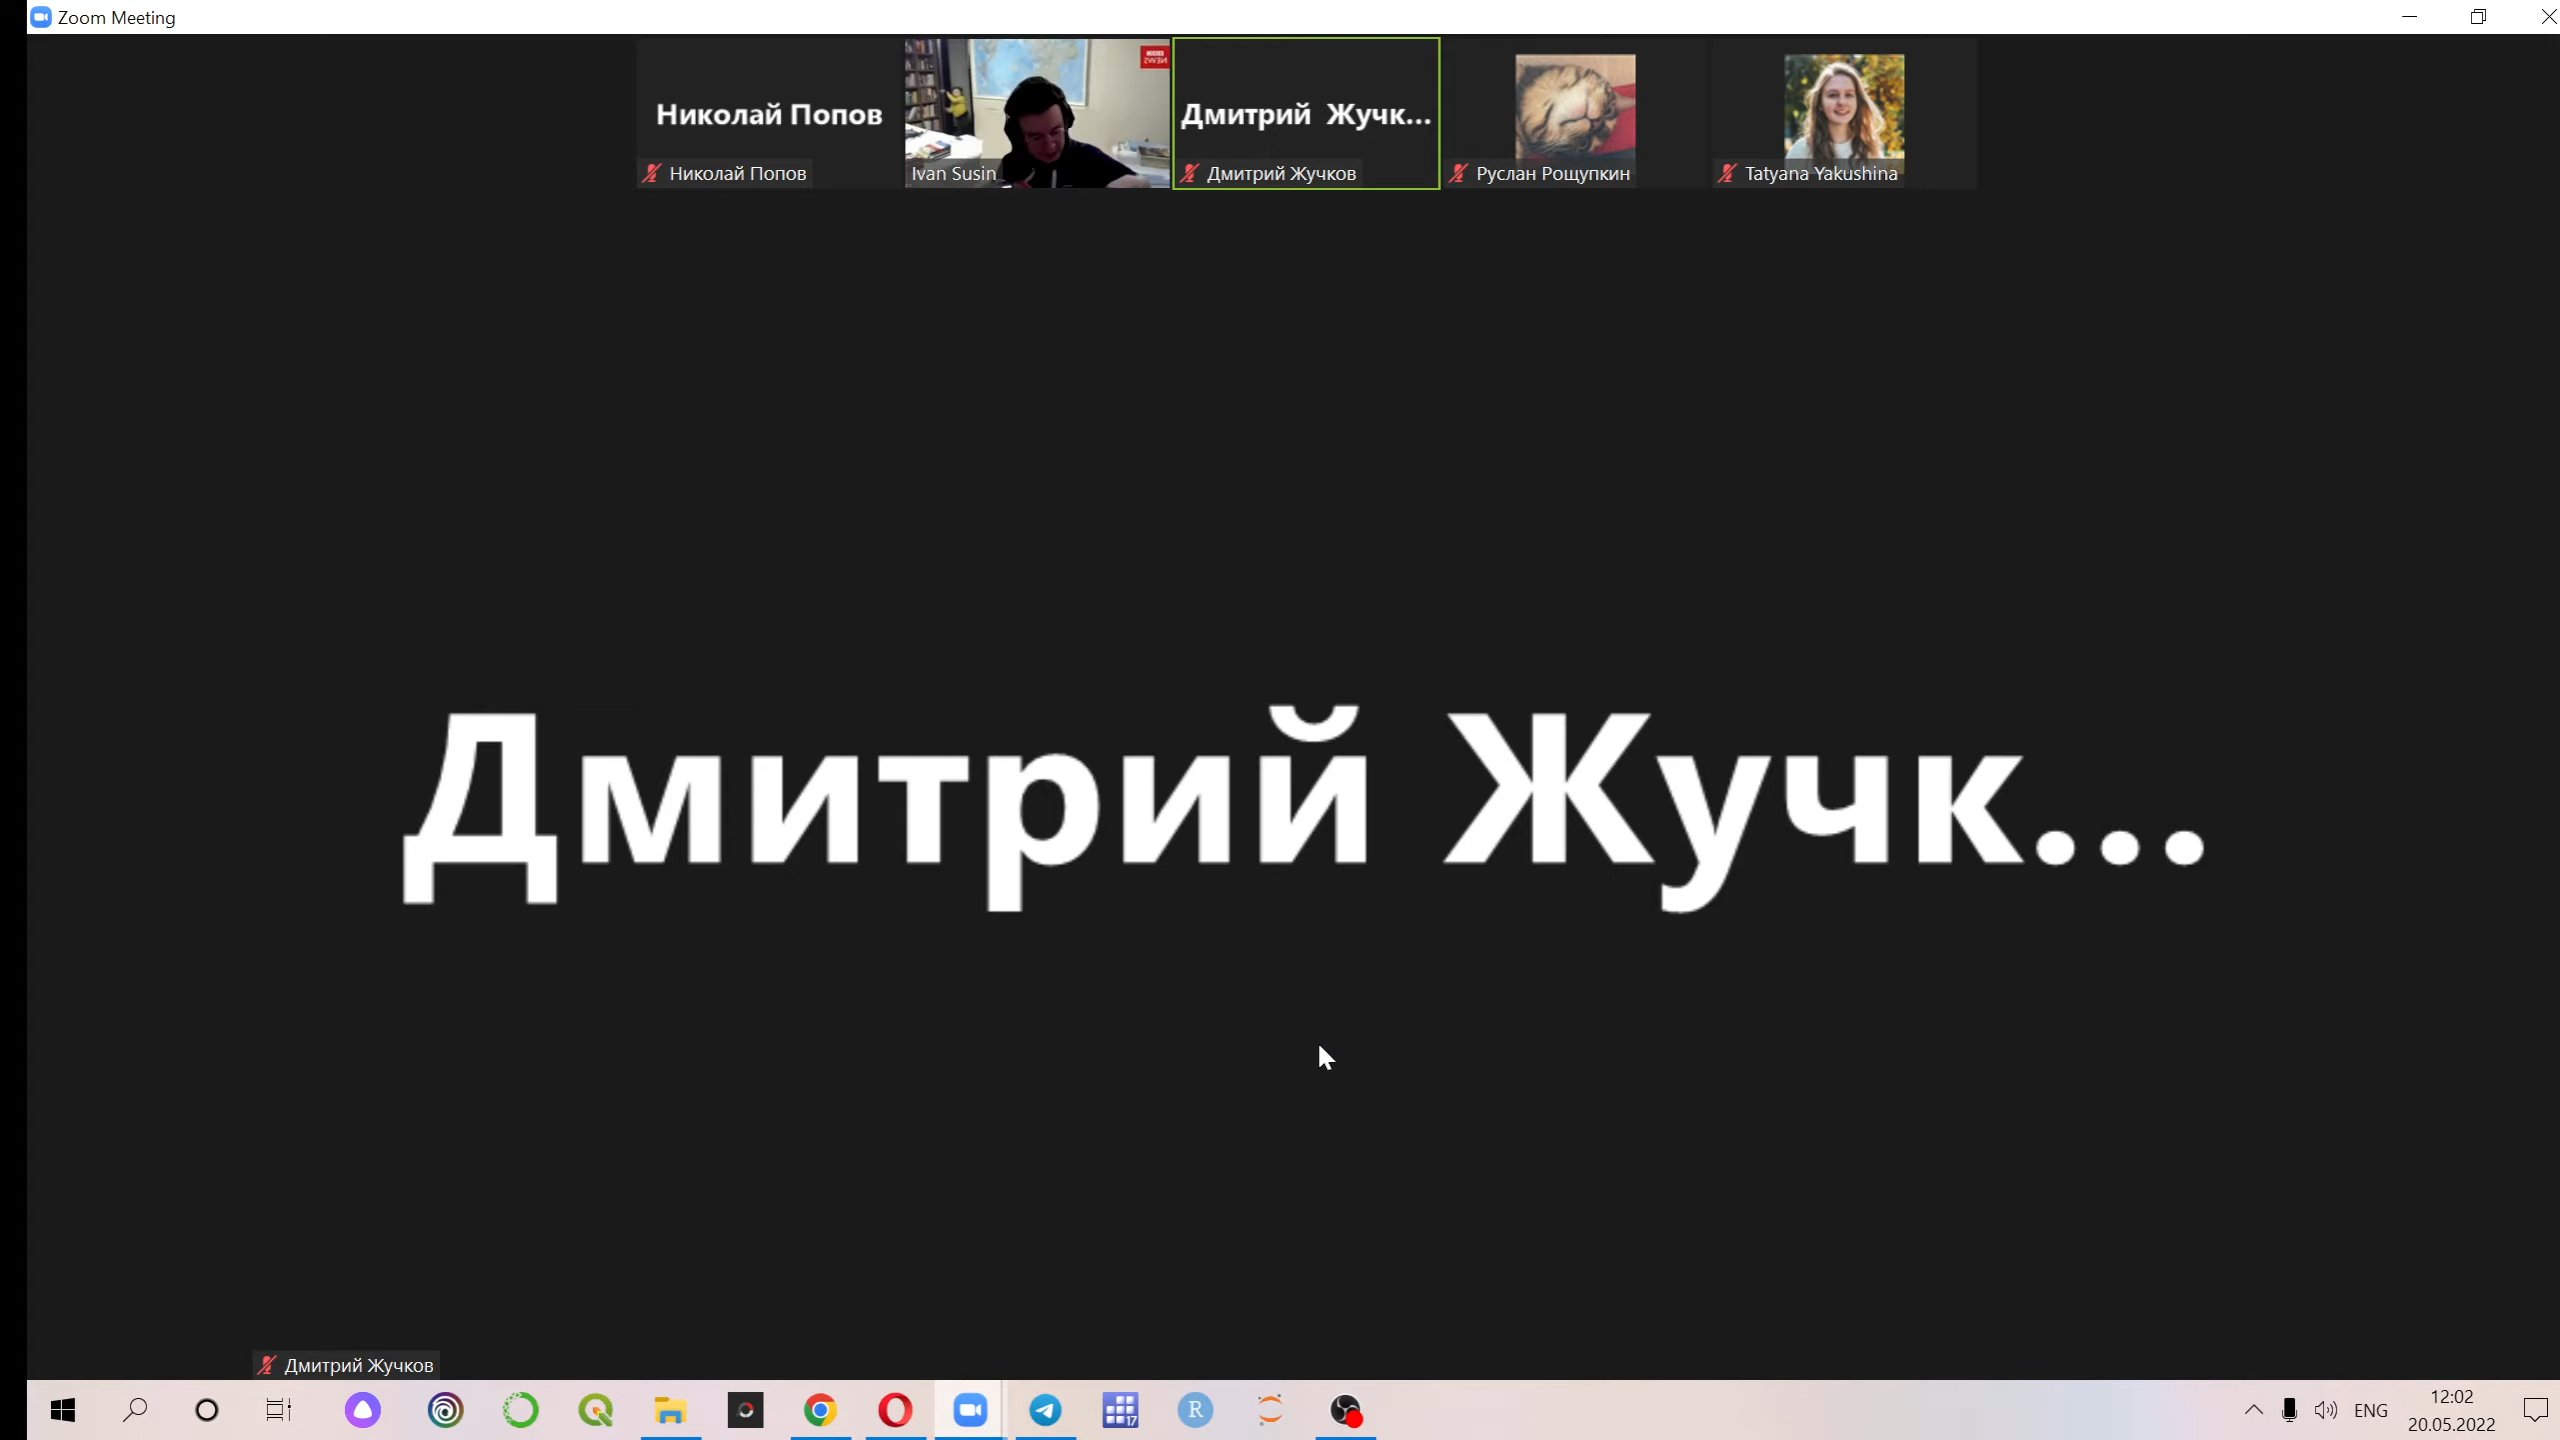 Zoom Meeting
Николай Попов
Николай Попов
Ivan Susin
Дмитрий Жучк...
Дмитрий Жучков
Руслан Рощупкин
Tatyana Yakushina
Дмитрий Жучк...
Дмитрий Жучков
17
R
ENG
12:02
20.05.2022